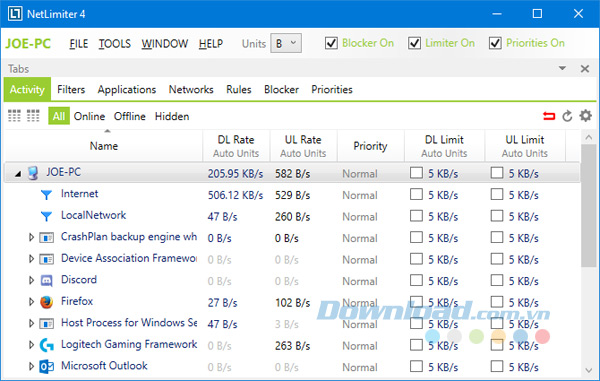 NetLimiter 4
JOE-PC FILE TOOLS WINDOW HELP Units B Blocker On Limiter On Priorities On
Tabs
Activity Filters Applications Networks Rules Blocker Priorities
All Online Offline Hidden
Name DL Rate UL Rate Priority DL Limit UL Limit
Auto Units Auto Units Auto Units Auto Units
JOE-PC 205.95 KB/s 582 B/s Normal 5 KB/s 5 KB/s
Internet 506.12 KB/s 529 B/s Normal 5 KB/s 5 KB/s
LocalNetwork 47 B/s 260 B/s Normal 5 KB/s 5 KB/s
CrashPlan backup engine wh 0 B/s 0 B/s Normal 5 KB/s 5 KB/s
Device Association Framewor 0 B/s 0 B/s Normal 5 KB/s 5 KB/s
Discord 0 B/s 0 B/s Normal 5 KB/s 5 KB/s
Firefox 27 B/s 102 B/s Normal 5 KB/s 5 KB/s
Download.com.vn
Host Process for Windows Se 47 B/s 3 B/s Normal 5 KB/s 5 KB/s
Logitech Gaming Framework 0 B/s 263 B/s Normal 5 KB/s 5 KB/s
Microsoft Outlook 0 B/s 0 B/s Normal 5 KB/s 5 KB/s